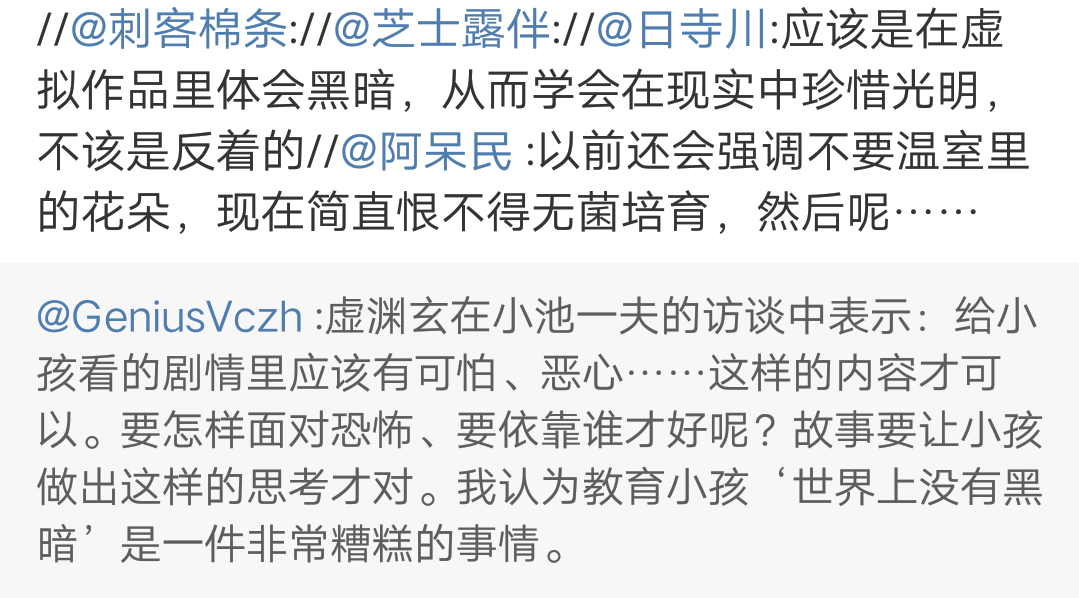 //@刺客棉条://@芝士露伴://@日寺川:应该是在虚
拟作品里体会黑暗，从而学会在现实中珍惜光明，
不该是反着的//@阿呆民 :以前还会强调不要温室里
的花朵，现在简直恨不得无菌培育，然后呢……
@GeniusVczh :虚渊玄在小池一夫的访谈中表示：给小
孩看的剧情里应该有可怕、恶心……这样的内容才可
以。要怎样面对恐怖、要依靠谁才好呢？故事要让小孩
做出这样的思考才对。我认为教育小孩‘世界上没有黑
暗’是一件非常糟糕的事情。